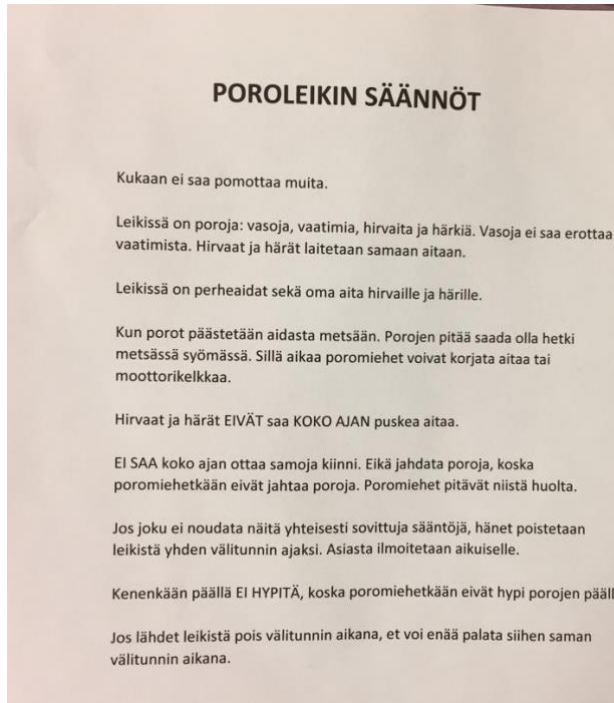 POROLEIKIN SÄÄNNÖT
Kukaan ei saa pomottaa muita.
Leikissä on poroja: vasoja, vaatimia, hirvaita ja härkiä. Vasoja ei saa erottaa
vaatimista. Hirvaat ja härät laitetaan samaan aitaan.
Leikissä on perheaidat sekä oma aita hirvaille ja härille.
Kun porot päästetään aidasta metsään. Porojen pitää saada olla hetki
metsässä syömässä. Sillä aikaa poromiehet voivat korjata aitaa tai
moottorikelkkaa.
Hirvaat ja härät EIVÄT saa KOKO AJAN puskea aitaa.
EI SAA koko ajan ottaa samoja kiinni. Eikä jahdata poroja, koska
poromiehetkään eivät jahtaa poroja. Poromiehet pitävät niistä huolta.
Jos joku ei noudata näitä yhteisesti sovittuja sääntöjä, hänet poistetaan
leikistä yhden välitunnin ajaksi. Asiasta ilmoitetaan aikuiselle.
Kenenkään päällä EI HYPITÄ, koska poromiehetkään eivät hypi porojen
Jos lähdet leikistä pois välitunnin aikana, et voi enää palata siihen saman
välitunnin aikana.